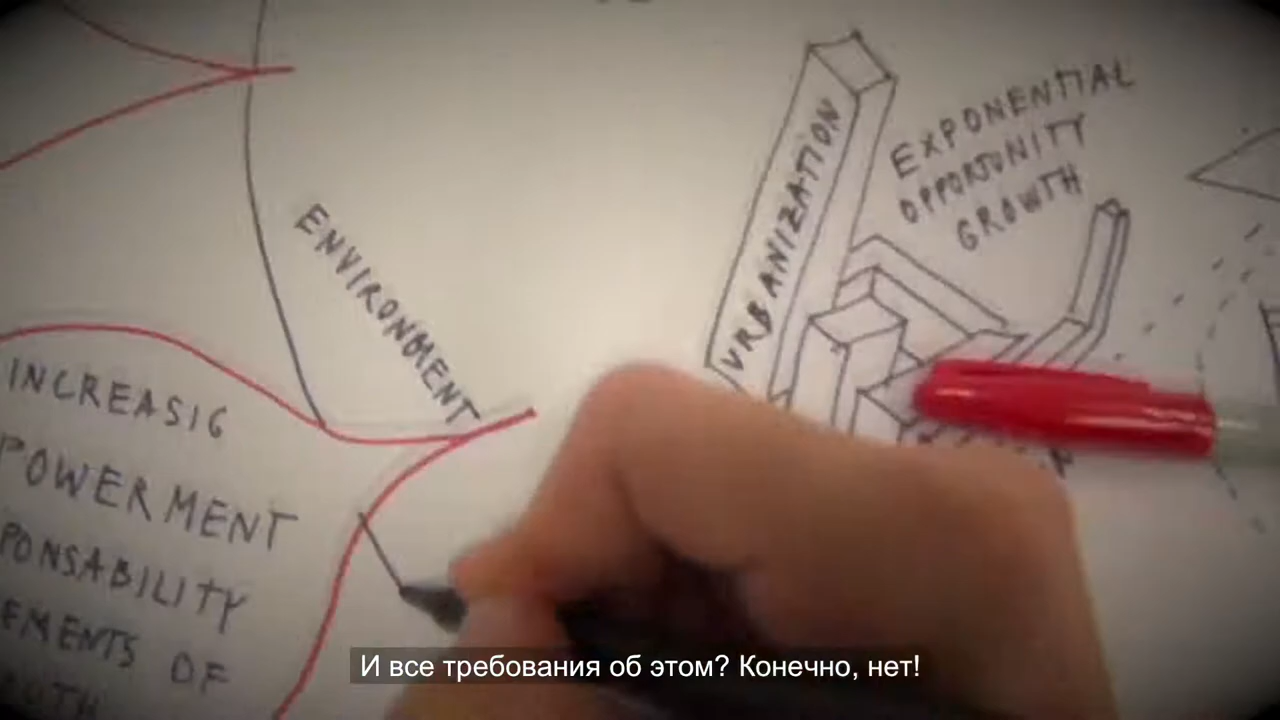 ENVIRONMENT
URBANIZATION
EXPONENTIAL
OPPORTUNITY
GROWTH
INCREASIG
POWERMENT
PONSABILITY
EMENTS OF
И все требования об этом? Конечно, нет!